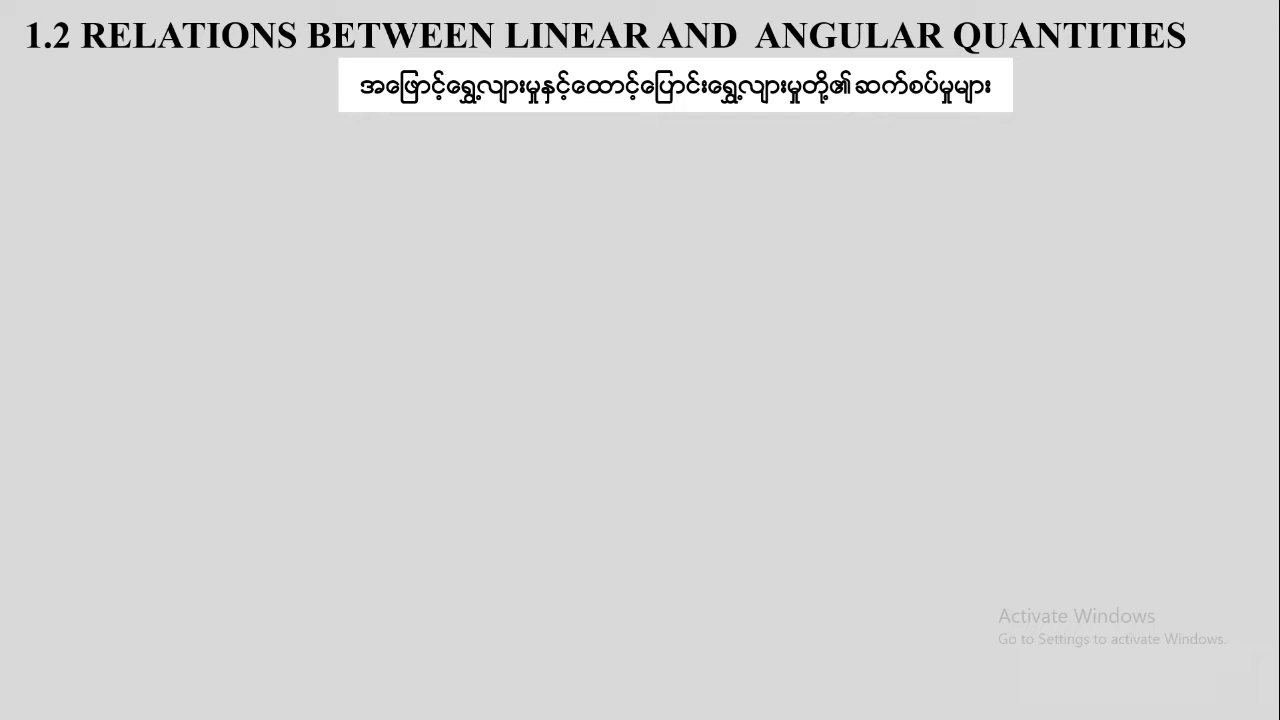 1.2 RELATIONS BETWEEN LINEAR AND ANGULAR QUANTITIES
အဖြောင့်ရွှေ့လျားမှုနှင့်ထောင့်ပြောင်းရွှေ့လျားမှုတို့၏ဆက်စပ်မှုများ
Activate Windows
Go to Settings to activate Windows.